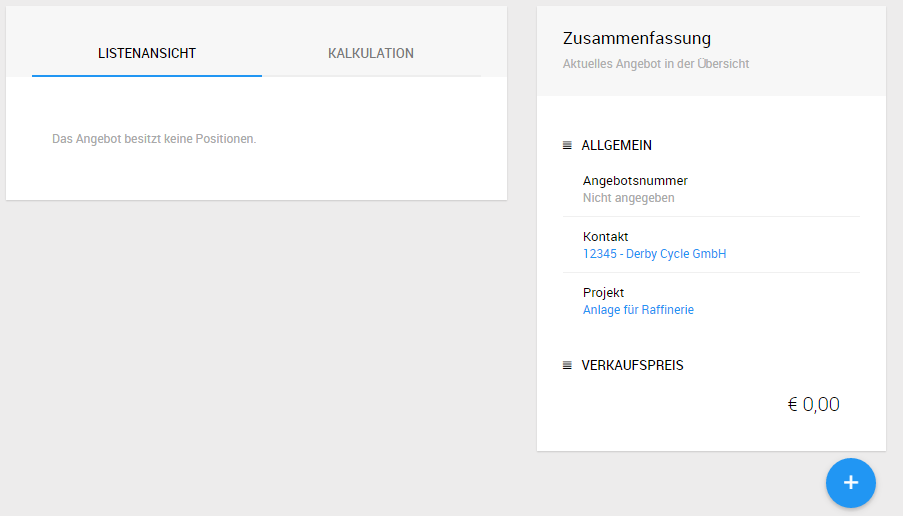 LISTENANSICHT
KALKULATION
Das Angebot besitzt keine Positionen.
Zusammenfassung
Aktuelles Angebot in der Übersicht
ALLGEMEIN
Angebotsnummer
Nicht angegeben
Kontakt
12345 - Derby Cycle GmbH
Projekt
Anlage für Raffinerie
VERKAUFSPREIS
€ 0,00